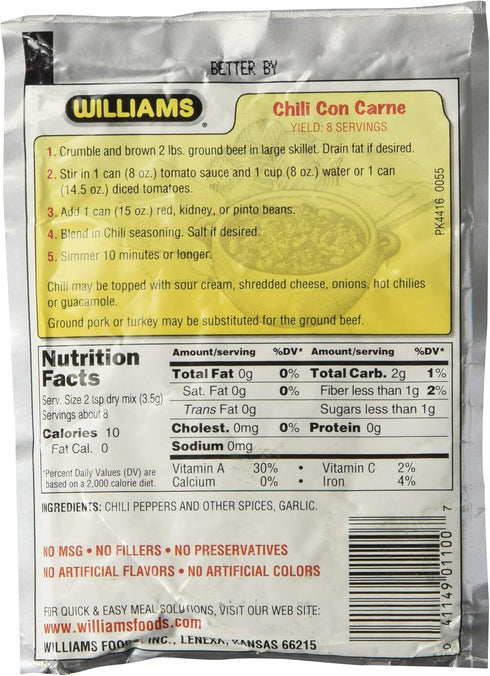 BETTER BY
WILLIAMS®
Chili Con Carne
YIELD: 8 SERVINGS
1. Crumble and brown 2 lbs. ground beef in large skillet. Drain fat if desired.
2. Stir in 1 can (8 oz.) tomato sauce and 1 cup (8 oz.) water or 1 can
(14.5 oz.) diced tomatoes.
3. Add 1 can (15 oz.) red, kidney, or pinto beans.
4. Blend in Chili seasoning. Salt if desired.
5. Simmer 10 minutes or longer.
Chili may be topped with sour cream, shredded cheese, onions, hot chilies
or guacamole.
Ground pork or turkey may be substituted for the ground beef.
PK4416 0055
Nutrition
Facts
Serv. Size 2 tsp dry mix (3.5g)
Servings about 8
Calories 10
Fat Cal. 0
*Percent Daily Values (DV) are
based on a 2,000 calorie diet.
Amount/serving %DV* Amount/serving %DV*
Total Fat 0g 0% Total Carb. 2g 1%
Sat. Fat 0g 0% Fiber less than 1g 2%
Trans Fat 0g Sugars less than 1g
Cholest. 0mg 0% Protein 0g
Sodium 0mg
Vitamin A 30% • Vitamin C 2%
Calcium 0% • Iron 4%
INGREDIENTS: CHILI PEPPERS AND OTHER SPICES, GARLIC.
NO MSG • NO FILLERS • NO PRESERVATIVES
NO ARTIFICIAL FLAVORS • NO ARTIFICIAL COLORS
FOR QUICK & EASY MEAL SOLUTIONS, VISIT OUR WEB SITE:
www.williamsfoods.com
WILLIAMS FOODS, INC., LENEXA, KANSAS 66215
0 41149 01100 7